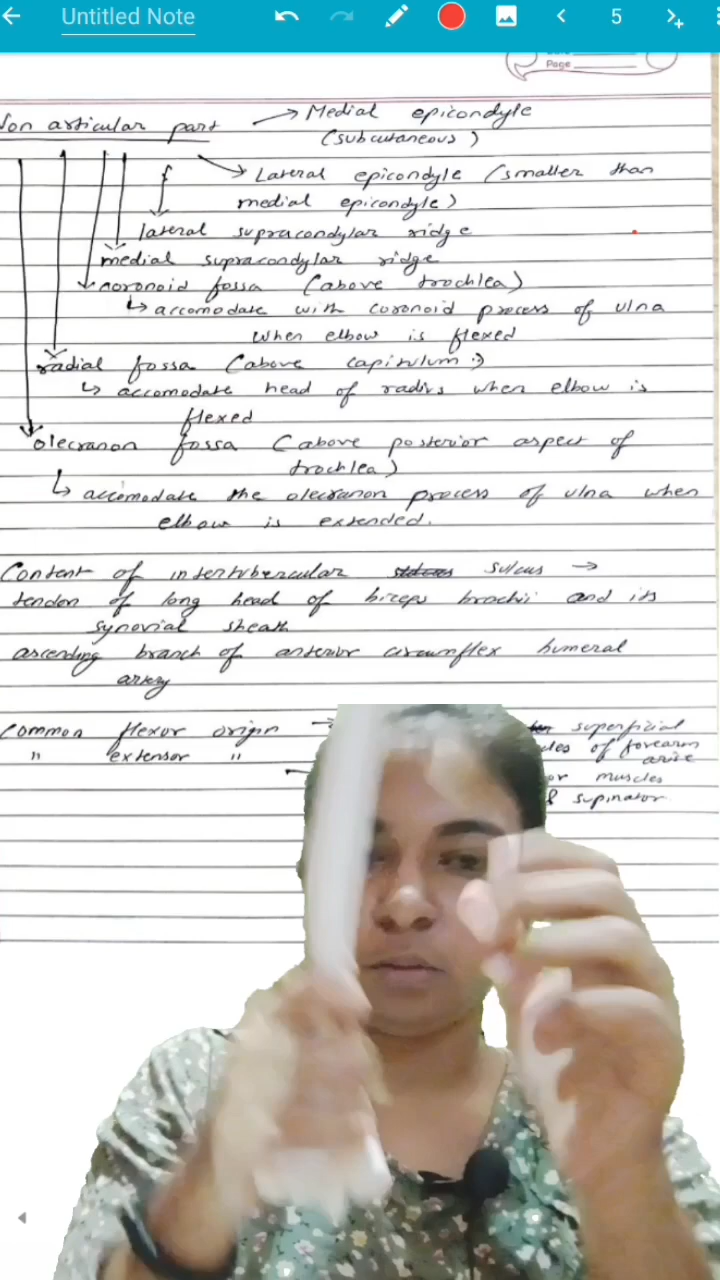 Untitled Note
5
Page
Non articular part → Medial epicondyle
(subcutaneous)
→ Lateral epicondyle (smaller than
medial epicondyle)
lateral supracondylar ridge
medial supracondylar ridge
coronoid fossa (above trochlea)
↳ accomodate with coronoid process of ulna
when elbow is flexed
radial fossa (above capitulum)
↳ accomodate head of radius when elbow is
flexed
olecranon fossa (above posterior aspect of
trochlea)
↳ accomodate the olecranon process of ulna when
elbow is extended.
Content of intertubercular sulcus →
tendon of long head of biceps brachii and its
synovial sheath
ascending branch of anterior circumflex humeral
artery
Common flexor origin → superficial
" extensor " of forearm
arise
muscles
& supinator